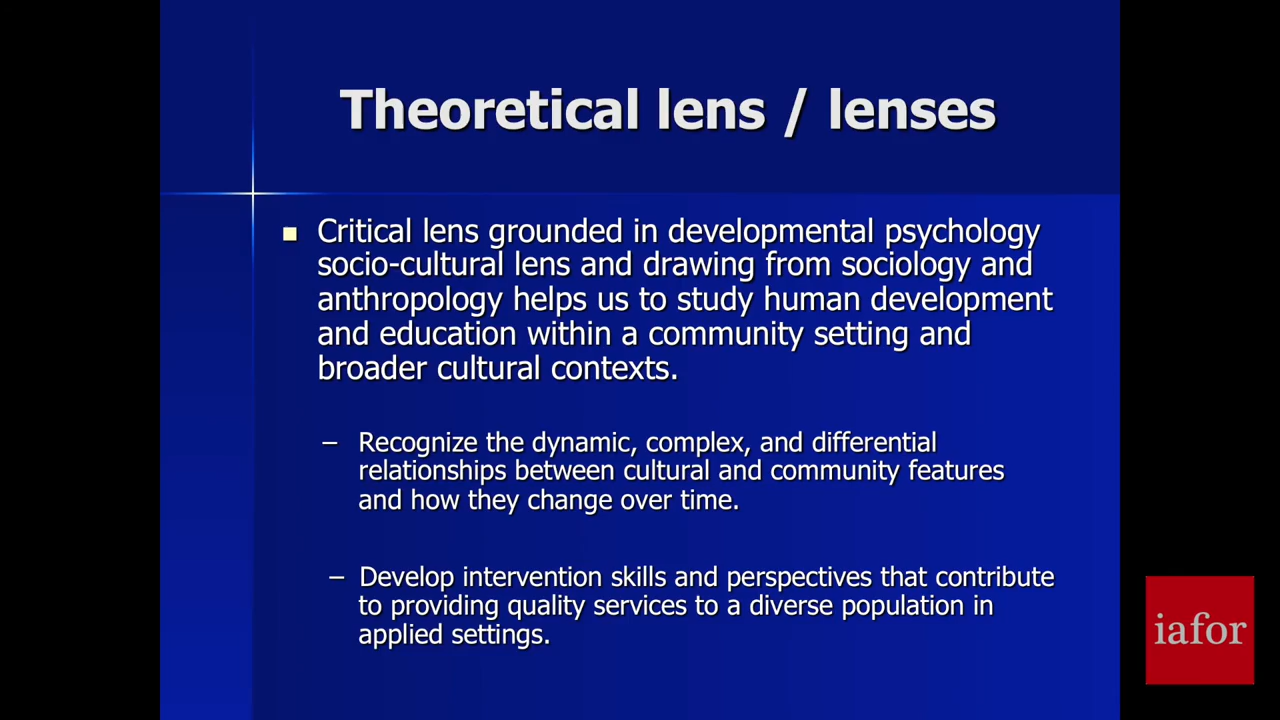 Theoretical lens / lenses
Critical lens grounded in developmental psychology
socio-cultural lens and drawing from sociology and
anthropology helps us to study human development
and education within a community setting and
broader cultural contexts.
– Recognize the dynamic, complex, and differential
relationships between cultural and community features
and how they change over time.
– Develop intervention skills and perspectives that contribute
to providing quality services to a diverse population in
applied settings.
iafor